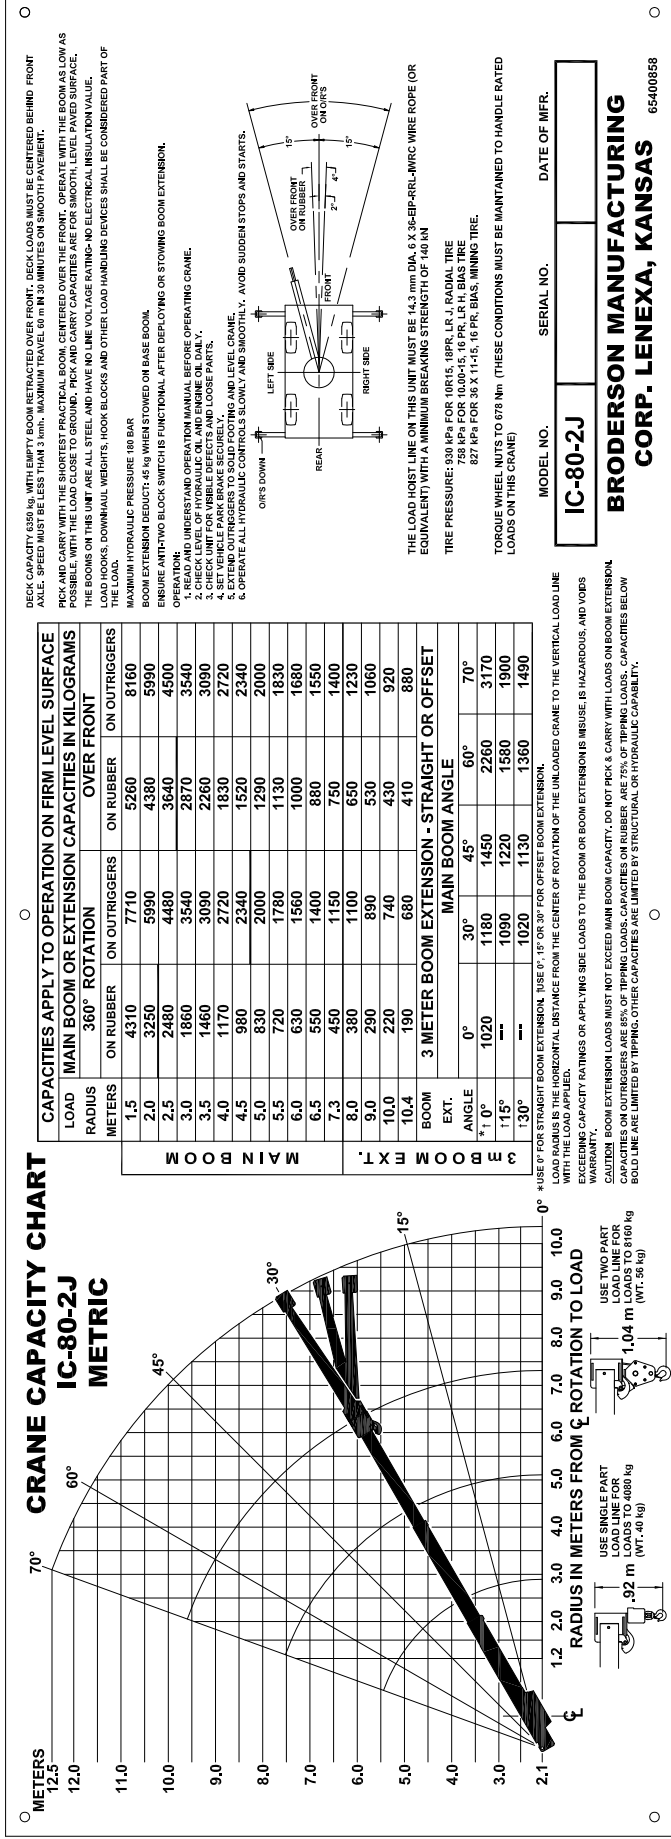 CRANE CAPACITY CHART
IC-80-2J
METRIC
METERS
12.5
12.0
11.0
10.0
9.0
8.0
7.0
6.0
5.0
4.0
3.0
2.1
70°
60°
45°
30°
15°
0°
1.2 2.0 3.0 4.0 5.0 6.0 7.0 8.0 9.0 10.0
RADIUS IN METERS FROM ℄ ROTATION TO LOAD
℄
.92 m
USE SINGLE PART
LOAD LINE FOR
LOADS TO 4080 kg
(WT. 40 kg)
1.04 m
USE TWO PART
LOAD LINE FOR
LOADS TO 8160 kg
(WT. 56 kg)
CAPACITIES APPLY TO OPERATION ON FIRM LEVEL SURFACE
LOAD MAIN BOOM OR EXTENSION CAPACITIES IN KILOGRAMS
RADIUS 360° ROTATION OVER FRONT
METERS ON RUBBER ON OUTRIGGERS ON RUBBER ON OUTRIGGERS
MAIN BOOM
1.5 4310 7710 5260 8160
2.0 3250 5990 4380 5990
2.5 2480 4480 3640 4500
3.0 1860 3540 2870 3540
3.5 1460 3090 2260 3090
4.0 1170 2720 1830 2720
4.5 980 2340 1520 2340
5.0 830 2000 1290 2000
5.5 720 1780 1130 1830
6.0 630 1560 1000 1680
6.5 550 1400 880 1550
7.3 450 1150 750 1400
3m BOOM EXT.
8.0 380 1100 650 1230
9.0 290 890 530 1060
10.0 220 740 430 920
10.4 190 680 410 880
BOOM 3 METER BOOM EXTENSION - STRAIGHT OR OFFSET
EXT. MAIN BOOM ANGLE
ANGLE 0° 30° 45° 60° 70°
*† 0° 1020 1180 1450 2260 3170
†15° --- 1090 1220 1580 1900
†30° --- 1020 1130 1360 1490
*USE 0° FOR STRAIGHT BOOM EXTENSION. †USE 0°, 15° OR 30° FOR OFFSET BOOM EXTENSION.
LOAD RADIUS IS THE HORIZONTAL DISTANCE FROM THE CENTER OF ROTATION OF THE UNLOADED CRANE TO THE VERTICAL LOAD LINE
WITH THE LOAD APPLIED.
EXCEEDING CAPACITY RATINGS OR APPLYING SIDE LOADS TO THE BOOM OR BOOM EXTENSION IS MISUSE, IS HAZARDOUS, AND VOIDS
WARRANTY.
CAUTION: BOOM EXTENSION LOADS MUST NOT EXCEED MAIN BOOM CAPACITY. DO NOT PICK & CARRY WITH LOADS ON BOOM EXTENSION.
CAPACITIES ON OUTRIGGERS ARE 85% OF TIPPING LOADS. CAPACITIES ON RUBBER ARE 75% OF TIPPING LOADS. CAPACITIES BELOW
BOLD LINE ARE LIMITED BY TIPPING. OTHER CAPACITIES ARE LIMITED BY STRUCTURAL OR HYDRAULIC CAPABILITY.
DECK CAPACITY 6350 kg, WITH EMPTY BOOM RETRACTED OVER FRONT. DECK LOADS MUST BE CENTERED BEHIND FRONT
AXLE. SPEED MUST BE LESS THAN 3 kmh. MAXIMUM TRAVEL 60 m IN 30 MINUTES ON SMOOTH PAVEMENT.
PICK AND CARRY WITH THE SHORTEST PRACTICAL BOOM, CENTERED OVER THE FRONT. OPERATE WITH THE BOOM AS LOW AS
POSSIBLE, WITH THE LOAD CLOSE TO GROUND. PICK AND CARRY CAPACITIES ARE FOR SMOOTH, LEVEL PAVED SURFACE.
THE BOOMS ON THIS UNIT ARE ALL STEEL AND HAVE NO LINE VOLTAGE RATING- NO ELECTRICAL INSULATION VALUE.
LOAD HOOKS, DOWNHAUL WEIGHTS, HOOK BLOCKS AND OTHER LOAD HANDLING DEVICES SHALL BE CONSIDERED PART OF
THE LOAD.
MAXIMUM HYDRAULIC PRESSURE 180 BAR
BOOM EXTENSION DEDUCT: 45 kg WHEN STOWED ON BASE BOOM.
ENSURE ANTI-TWO BLOCK SWITCH IS FUNCTIONAL AFTER DEPLOYING OR STOWING BOOM EXTENSION.
OPERATION:
1. READ AND UNDERSTAND OPERATION MANUAL BEFORE OPERATING CRANE.
2. CHECK LEVEL OF HYDRAULIC OIL AND ENGINE OIL DAILY.
3. CHECK UNIT FOR VISIBLE DEFECTS AND LOOSE PARTS.
4. SET VEHICLE PARK BRAKE SECURELY.
5. EXTEND OUTRIGGERS TO SOLID FOOTING AND LEVEL CRANE.
6. OPERATE ALL HYDRAULIC CONTROLS SLOWLY AND SMOOTHLY. AVOID SUDDEN STOPS AND STARTS.
O/R'S DOWN
LEFT SIDE
REAR
FRONT
RIGHT SIDE
OVER FRONT
ON RUBBER
2°
4°
15°
15°
OVER FRONT
ON O/R'S
THE LOAD HOIST LINE ON THIS UNIT MUST BE 14,3 mm DIA. 6 X 36-EIP-RRL-IWRC WIRE ROPE (OR
EQUIVALENT) WITH A MINIMUM BREAKING STRENGTH OF 140 kN
TIRE PRESSURE: 930 kPa FOR 10R15, 18PR, LR J, RADIAL TIRE
758 kPa FOR 10.00-15, 16 PR, LR H, BIAS TIRE
827 kPa FOR 36 X 11-15, 16 PR, BIAS, MINING TIRE.
TORQUE WHEEL NUTS TO 678 Nm (THESE CONDITIONS MUST BE MAINTAINED TO HANDLE RATED
LOADS ON THIS CRANE)
MODEL NO. SERIAL NO. DATE OF MFR.
IC-80-2J
BRODERSON MANUFACTURING
CORP. LENEXA, KANSAS
65400858